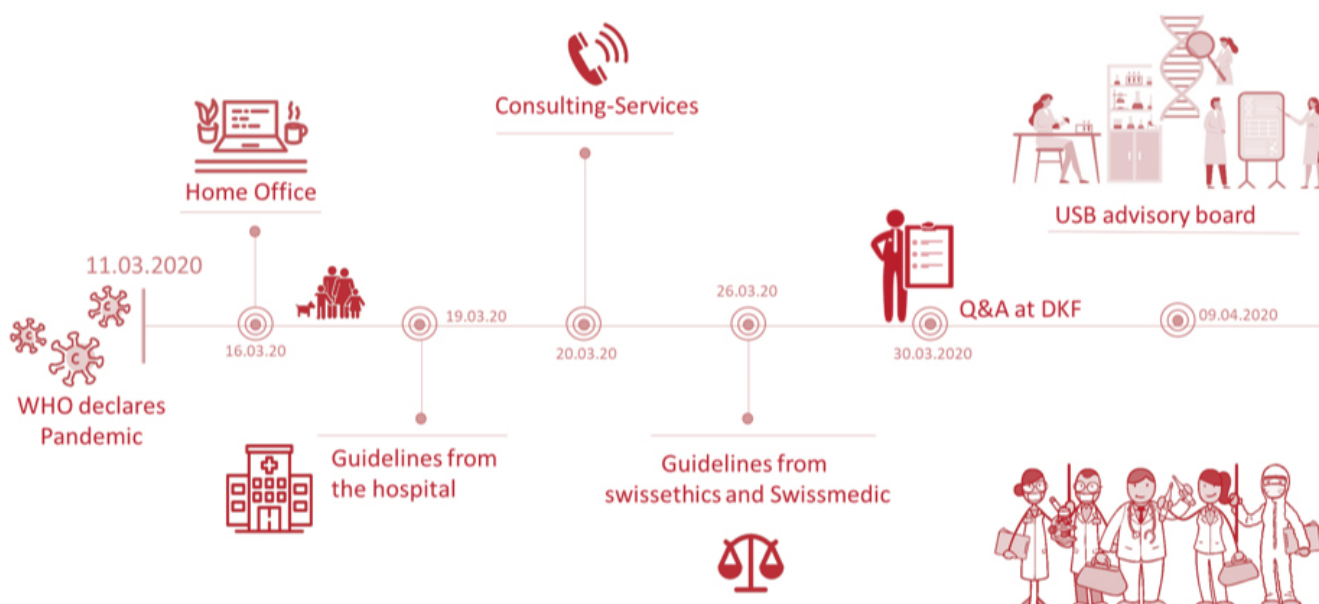 Consulting-Services
Home Office
USB advisory board
11.03.2020
26.03.20
19.03.20
Q&A at DKF
09.04.2020
16.03.20
20.03.20
30.03.2020
WHO declares
Pandemic
Guidelines from
the hospital
Guidelines from
swissethics and Swissmedic